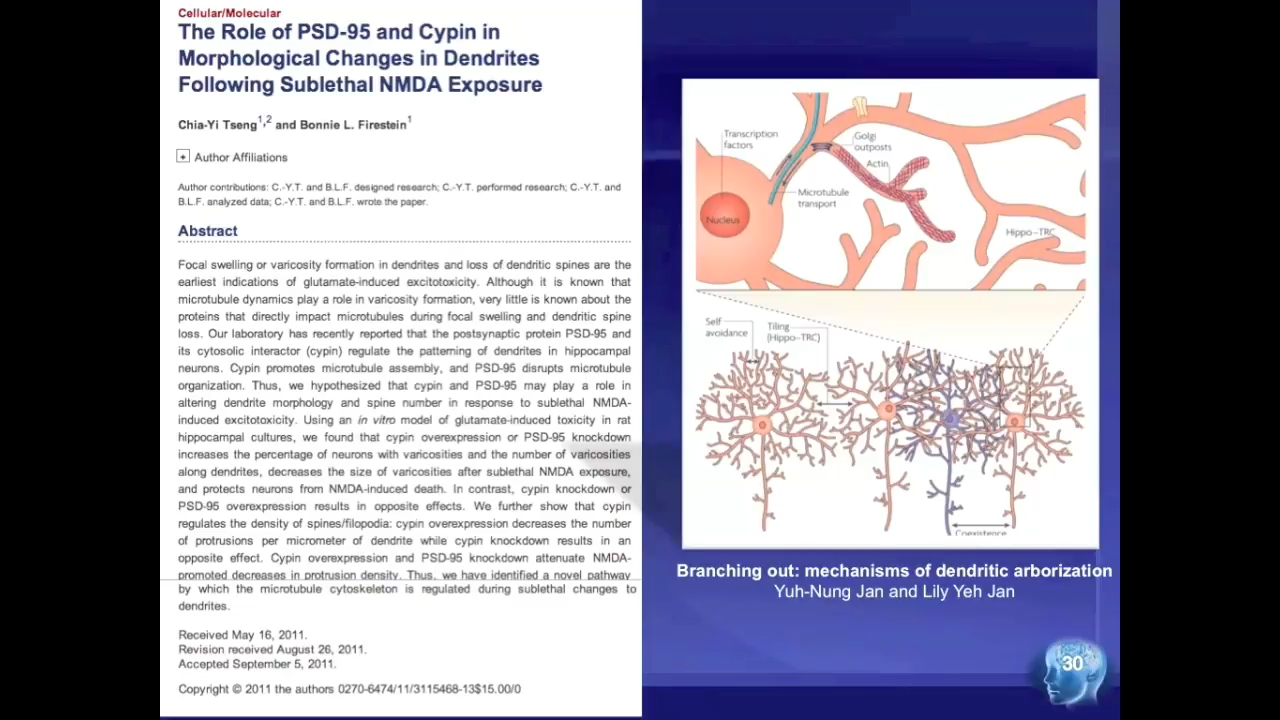 Cellular/Molecular
The Role of PSD-95 and Cypin in
Morphological Changes in Dendrites
Following Sublethal NMDA Exposure
Chia-Yi Tseng1,2 and Bonnie L. Firestein1
+ Author Affiliations
Author contributions: C.-Y.T. and B.L.F. designed research; C.-Y.T. performed research; C.-Y.T. and
B.L.F. analyzed data; C.-Y.T. and B.L.F. wrote the paper.
Abstract
Focal swelling or varicosity formation in dendrites and loss of dendritic spines are the
earliest indications of glutamate-induced excitotoxicity. Although it is known that
microtubule dynamics play a role in varicosity formation, very little is known about the
proteins that directly impact microtubules during focal swelling and dendritic spine
loss. Our laboratory has recently reported that the postsynaptic protein PSD-95 and
its cytosolic interactor (cypin) regulate the patterning of dendrites in hippocampal
neurons. Cypin promotes microtubule assembly, and PSD-95 disrupts microtubule
organization. Thus, we hypothesized that cypin and PSD-95 may play a role in
altering dendrite morphology and spine number in response to sublethal NMDA-
induced excitotoxicity. Using an in vitro model of glutamate-induced toxicity in rat
hippocampal cultures, we found that cypin overexpression or PSD-95 knockdown
increases the percentage of neurons with varicosities and the number of varicosities
along dendrites, decreases the size of varicosities after sublethal NMDA exposure,
and protects neurons from NMDA-induced death. In contrast, cypin knockdown or
PSD-95 overexpression results in opposite effects. We further show that cypin
regulates the density of spines/filopodia: cypin overexpression decreases the number
of protrusions per micrometer of dendrite while cypin knockdown results in an
opposite effect. Cypin overexpression and PSD-95 knockdown attenuate NMDA-
promoted decreases in protrusion density. Thus, we have identified a novel pathway
by which the microtubule cytoskeleton is regulated during sublethal changes to
dendrites.
Received May 16, 2011.
Revision received August 26, 2011.
Accepted September 5, 2011.
Copyright © 2011 the authors 0270-6474/11/3115468-13$15.00/0
Transcription
factors
Golgi
outposts
Actin
Microtubule
transport
Nucleus
Hippo–TRC
Self
avoidance
Tiling
(Hippo–TRC)
Coexistence
Branching out: mechanisms of dendritic arborization
Yuh-Nung Jan and Lily Yeh Jan
30